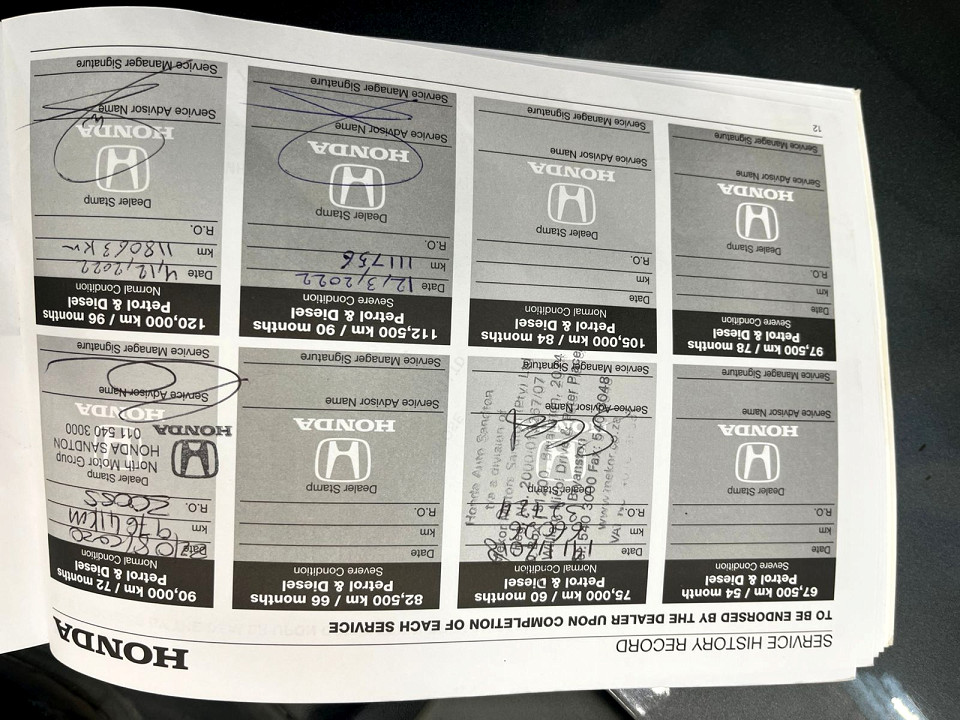 SERVICE HISTORY RECORD
HONDA
TO BE ENDORSED BY THE DEALER UPON COMPLETION OF EACH SERVICE
67,500 km / 54 month
Petrol & Diesel
Severe Condition
Date
km
R.O.
Dealer Stamp
HONDA
Service Advisor Name
Service Manager Signature
75,000 km / 60 months
Petrol & Diesel
Normal Condition
Date
km
R.O.
Dealer Stamp
Honda Auto Sandton
t/a a division of
www.mekor.co.za
Service Advisor Name
Service Manager Signature
82,500 km / 66 months
Petrol & Diesel
Severe Condition
Date
km
R.O.
Dealer Stamp
HONDA
Service Advisor Name
Service Manager Signature
90,000 km / 72 months
Petrol & Diesel
Normal Condition
Date
km
R.O.
Dealer Stamp
North Motor Group
HONDA SANDTON
011 540 3000
HONDA
HONDA
Service Advisor Name
Service Manager Signature
97,500 km / 78 months
Petrol & Diesel
Severe Condition
Date
km
R.O.
Dealer Stamp
HONDA
Service Advisor Name
Service Manager Signature
105,000 km / 84 months
Petrol & Diesel
Normal Condition
Date
km
R.O.
Dealer Stamp
HONDA
Service Advisor Name
Service Manager Signature
112,500 km / 90 months
Petrol & Diesel
Severe Condition
Date 12/3/2022
km 111756
R.O.
Dealer Stamp
HONDA
Service Advisor Name
Service Manager Signature
120,000 km / 96 months
Petrol & Diesel
Normal Condition
Date 4/12/2022
km 118063 km
R.O.
Dealer Stamp
HONDA
Service Advisor Name
Service Manager Signature
12